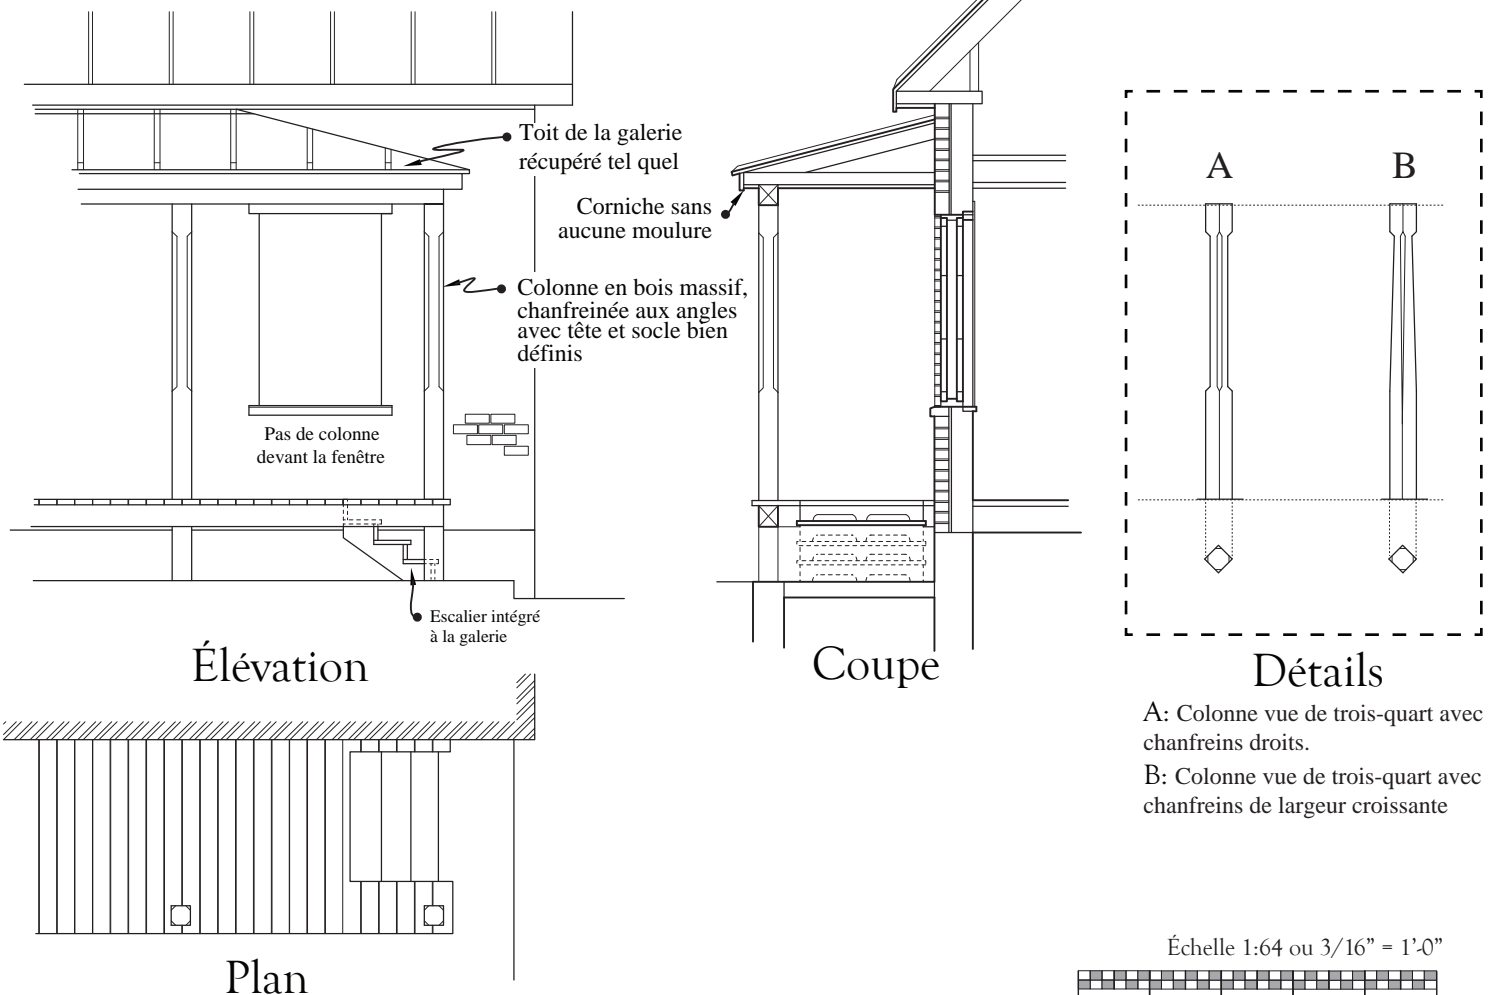 Toit de la galerie
récupéré tel quel
Corniche sans
aucune moulure
Colonne en bois massif,
chanfreinée aux angles
avec tête et socle bien
définis
Pas de colonne
devant la fenêtre
Escalier intégré
à la galerie
Élévation
Coupe
A
B
Détails
A: Colonne vue de trois-quart avec
chanfreins droits.
B: Colonne vue de trois-quart avec
chanfreins de largeur croissante
Plan
Échelle 1:64 ou 3/16” = 1’-0”